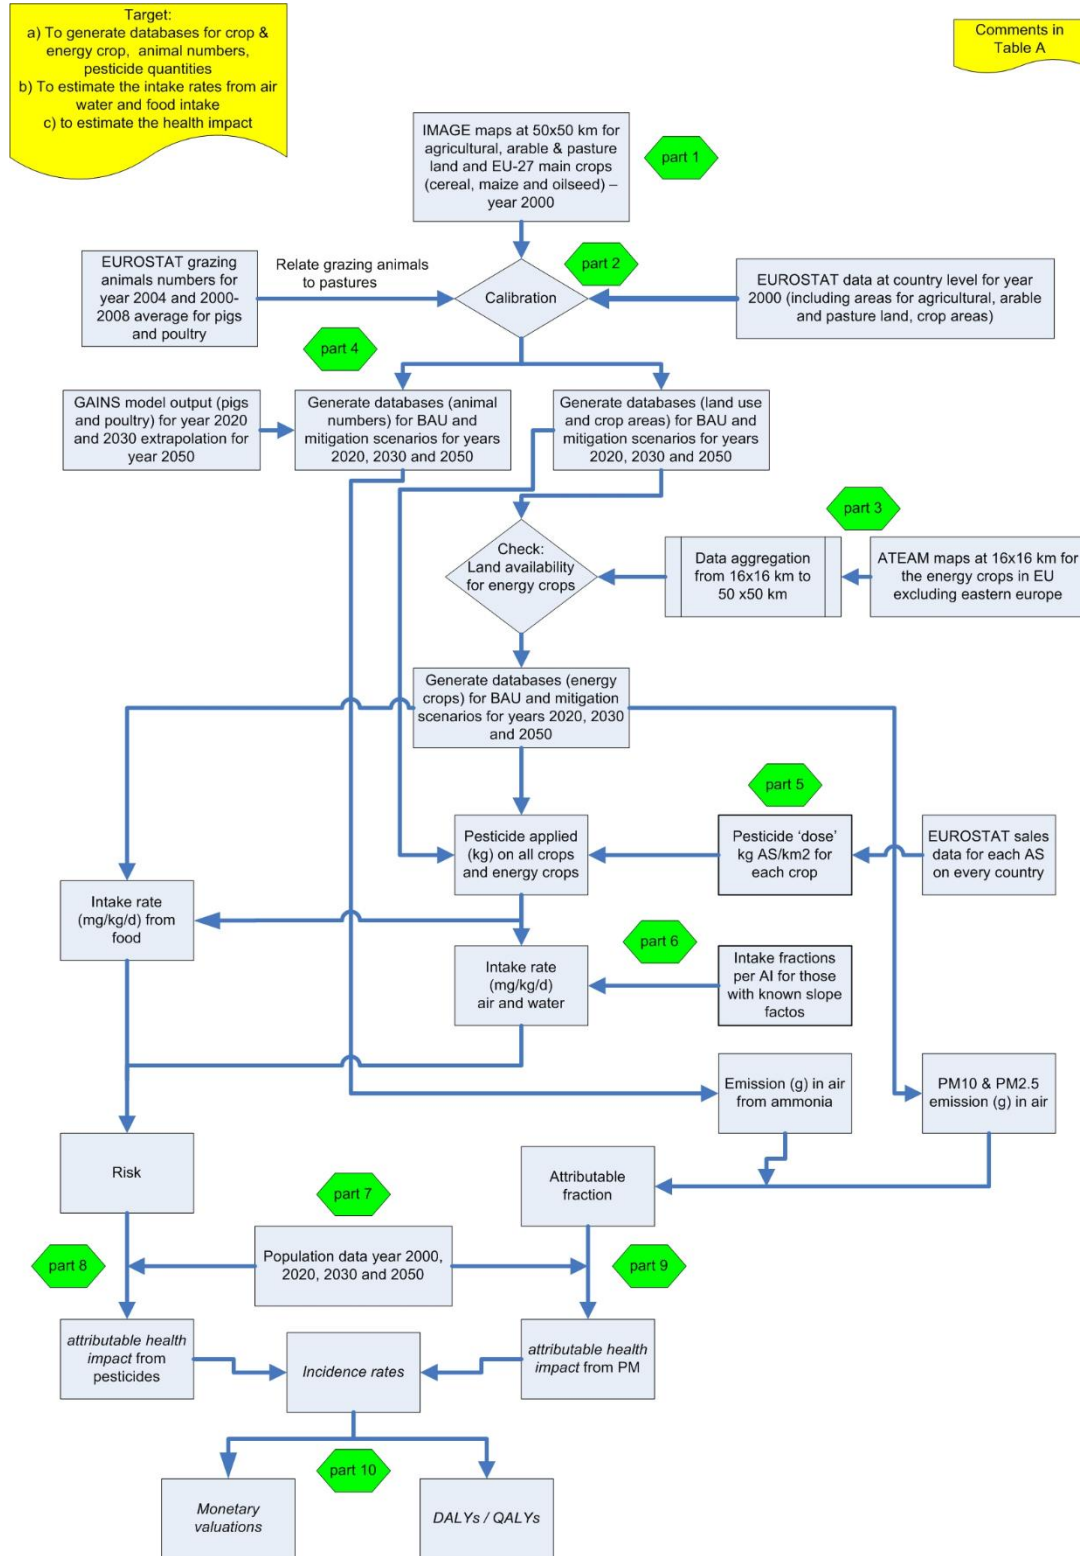 Target:
a) To generate databases for crop &
energy crop,  animal numbers,
pesticide quantities
b) To estimate the intake rates from air
water and food intake
c) to estimate the health impact
Comments in
Table A
IMAGE maps at 50x50 km for
agricultural, arable & pasture
land and EU-27 main crops
(cereal, maize and oilseed) –
year 2000
part 1
EUROSTAT grazing
animals numbers for
year 2004 and 2000-
2008 average for pigs
and poultry
Relate grazing animals
to pastures
part 2
Calibration
EUROSTAT data at country level for year
2000 (including areas for agricultural, arable
and pasture land, crop areas)
part 4
GAINS model output (pigs
and poultry) for year 2020
and 2030 extrapolation for
year 2050
Generate databases (animal
numbers) for BAU and
mitigation scenarios for years
2020, 2030 and 2050
Generate databases (land
use and crop areas) for BAU
and mitigation scenarios for
years 2020, 2030 and 2050
part 3
Check:
Land availability
for energy crops
Data aggregation
from 16x16 km to
50 x50 km
ATEAM maps at 16x16 km for
the energy crops in EU
excluding eastern europe
Generate databases (energy
crops) for BAU and mitigation
scenarios for years 2020, 2030
and 2050
part 5
Pesticide applied
(kg) on all crops
and energy crops
Pesticide ‘dose’
kg AS/km2 for
each crop
EUROSTAT sales
data for each AS
on every country
Intake rate
(mg/kg/d) from
food
part 6
Intake rate
(mg/kg/d)
air and water
Intake fractions
per AI for those
with known slope
factos
Emission (g) in air
from ammonia
PM10 & PM2.5
emission (g) in air
Risk
Attributable
fraction
part 7
Population data year 2000,
2020, 2030 and 2050
part 8
part 9
attributable health
impact from
pesticides
Incidence rates
attributable health
impact from PM
part 10
Monetary
valuations
DALYs / QALYs